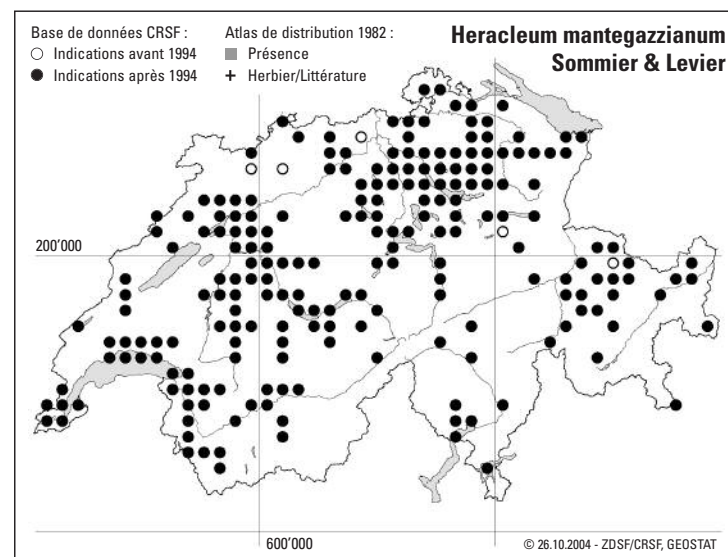 Base de données CRSF :
○ Indications avant 1994
● Indications après 1994
Atlas de distribution 1982 :
■ Présence
+ Herbier/Littérature
Heracleum mantegazzianum
Sommier & Levier
200'000
600'000
© 26.10.2004 - ZDSF/CRSF, GEOSTAT